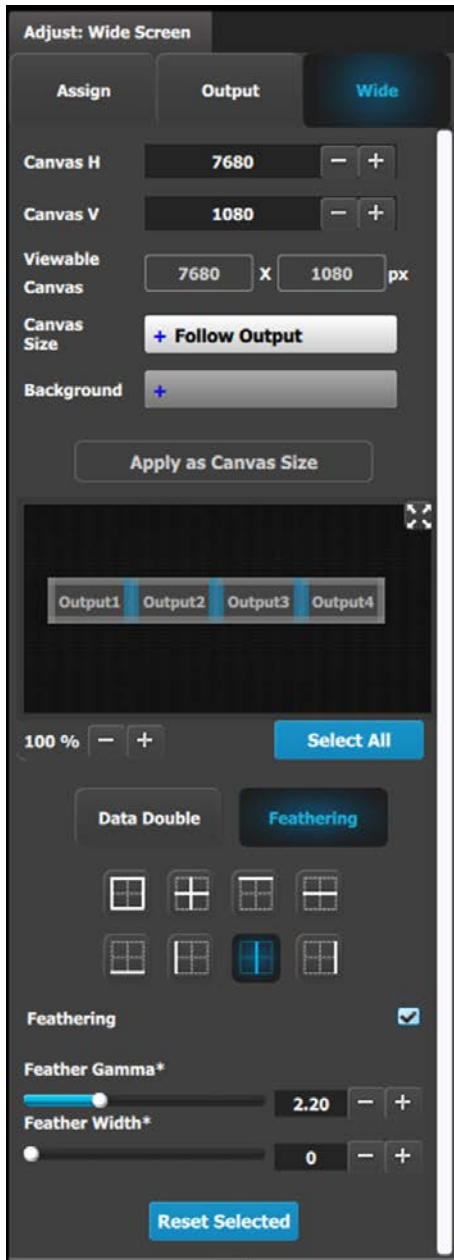 Adjust: Wide Screen
Assign Output Wide
Canvas H 7680 − +
Canvas V 1080 − +
Viewable
Canvas 7680 X 1080 px
Canvas
Size + Follow Output
Background +
Apply as Canvas Size
Output1 Output2 Output3 Output4
100 % − + Select All
Data Double Feathering
Feathering
Feather Gamma*
2.20 − +
Feather Width*
0 − +
Reset Selected